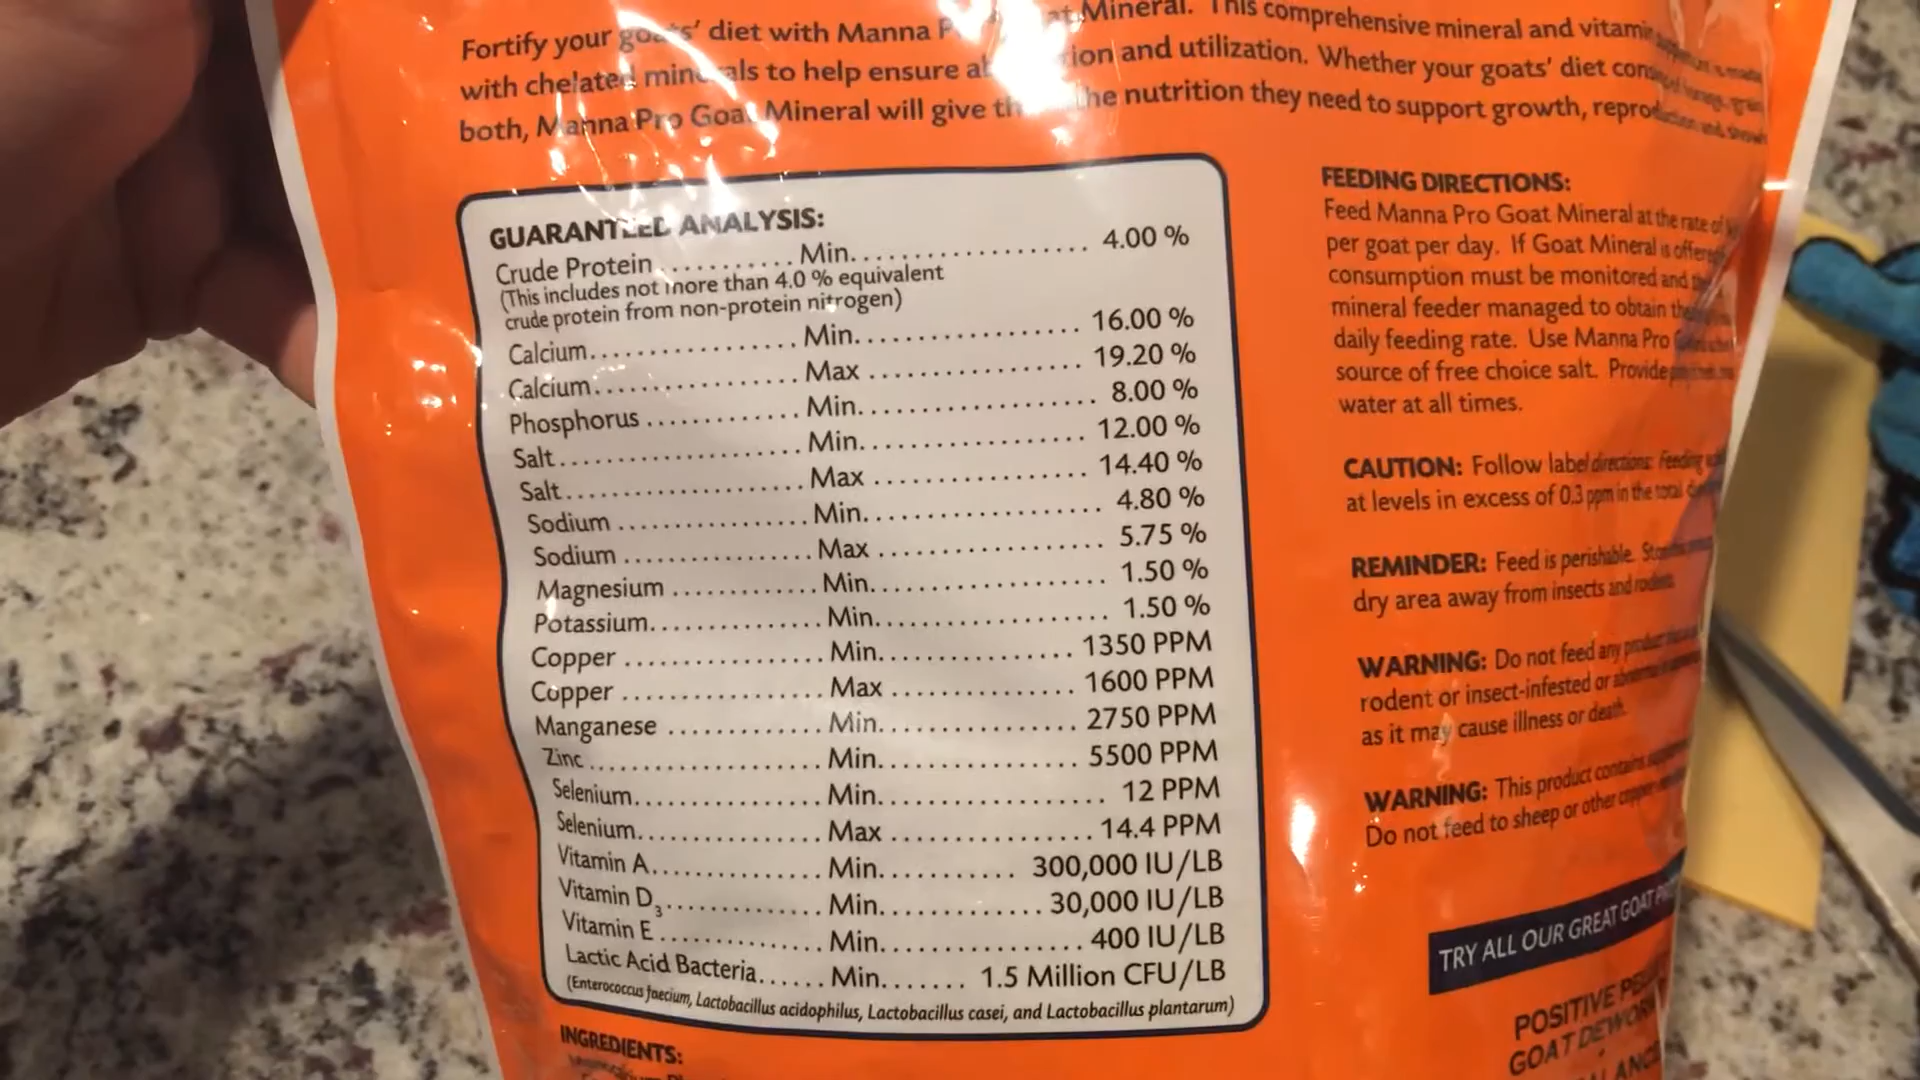 Fortify your goats' diet with Manna P at Mineral. This comprehensive mineral and vitamin
with chelated minerals to help ensure ab tion and utilization. Whether your goats' diet
both, Manna Pro Goat Mineral will give th the nutrition they need to support growth,
GUARANTEED ANALYSIS:
Crude Protein.......... Min...................... 4.00 %
(This includes not more than 4.0 % equivalent
crude protein from non-protein nitrogen)
Calcium.................. Min.................... 16.00 %
Calcium.................. Max .................. 19.20 %
Phosphorus ............. Min..................... 8.00 %
Salt...................... Min.................... 12.00 %
Salt...................... Max .................. 14.40 %
Sodium ................. Min..................... 4.80 %
Sodium ................. Max .................... 5.75 %
Magnesium ............. Min..................... 1.50 %
Potassium............... Min..................... 1.50 %
Copper .................. Min.................. 1350 PPM
Copper .................. Max ................ 1600 PPM
Manganese ............. Min.................. 2750 PPM
Zinc ..................... Min.................. 5500 PPM
Selenium................. Min..................... 12 PPM
Selenium................. Max .................. 14.4 PPM
Vitamin A............... Min............. 300,000 IU/LB
Vitamin D3.............. Min.............. 30,000 IU/LB
Vitamin E............... Min.................. 400 IU/LB
Lactic Acid Bacteria...... Min....... 1.5 Million CFU/LB
(Enterococcus faecium, Lactobacillus acidophilus, Lactobacillus casei, and Lactobacillus plantarum)
INGREDIENTS:
FEEDING DIRECTIONS:
Feed Manna Pro Goat Mineral at the rate of
per goat per day. If Goat Mineral is offered
consumption must be monitored and
mineral feeder managed to obtain the
daily feeding rate. Use Manna Pro
source of free choice salt. Provide
water at all times.
CAUTION: Follow label directions. Feeding
at levels in excess of 0.3 ppm in the total
REMINDER: Feed is perishable.
dry area away from insects and rodents.
WARNING: Do not feed any product
rodent or insect-infested or
as it may cause illness or death.
WARNING: This product contains
Do not feed to sheep or other
TRY ALL OUR GREAT GOAT
POSITIVE
GOAT